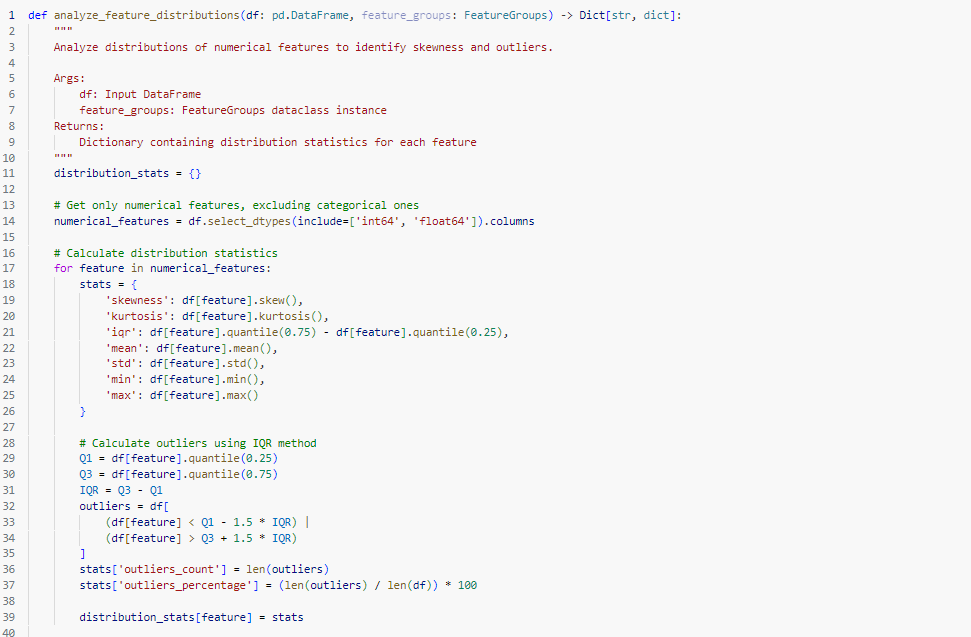 1 def analyze_feature_distributions(df: pd.DataFrame, feature_groups: FeatureGroups) -> Dict[str, dict]:
2     """
3     Analyze distributions of numerical features to identify skewness and outliers.
4
5     Args:
6         df: Input DataFrame
7         feature_groups: FeatureGroups dataclass instance
8     Returns:
9         Dictionary containing distribution statistics for each feature
10     """
11     distribution_stats = {}
12
13     # Get only numerical features, excluding categorical ones
14     numerical_features = df.select_dtypes(include=['int64', 'float64']).columns
15
16     # Calculate distribution statistics
17     for feature in numerical_features:
18         stats = {
19             'skewness': df[feature].skew(),
20             'kurtosis': df[feature].kurtosis(),
21             'iqr': df[feature].quantile(0.75) - df[feature].quantile(0.25),
22             'mean': df[feature].mean(),
23             'std': df[feature].std(),
24             'min': df[feature].min(),
25             'max': df[feature].max()
26         }
27
28         # Calculate outliers using IQR method
29         Q1 = df[feature].quantile(0.25)
30         Q3 = df[feature].quantile(0.75)
31         IQR = Q3 - Q1
32         outliers = df[
33             (df[feature] < Q1 - 1.5 * IQR) |
34             (df[feature] > Q3 + 1.5 * IQR)
35         ]
36         stats['outliers_count'] = len(outliers)
37         stats['outliers_percentage'] = (len(outliers) / len(df)) * 100
38
39         distribution_stats[feature] = stats
40